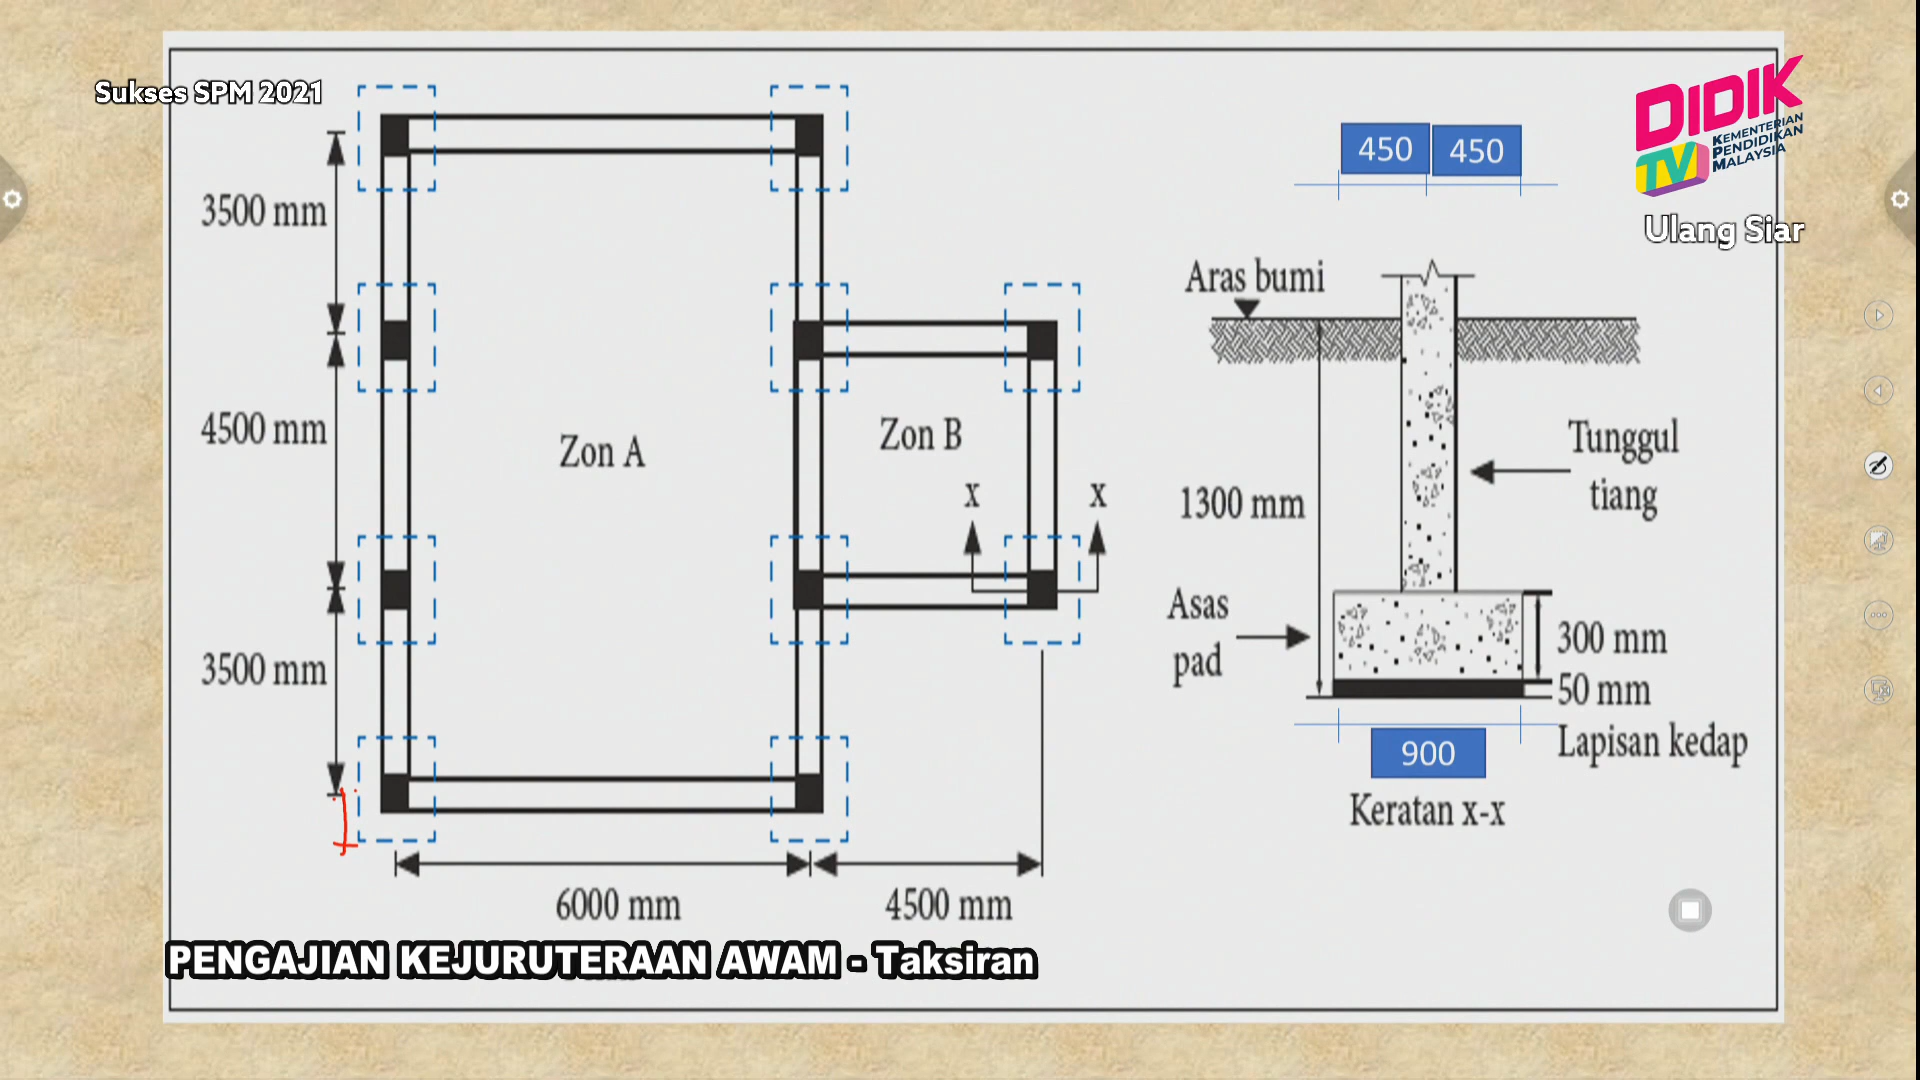 Sukses SPM 2021
DIDIK
TV
KEMENTERIAN
PENDIDIKAN
MALAYSIA
Ulang Siar
450 450
3500 mm
Aras bumi
4500 mm
Zon A
Zon B
x x
1300 mm
Tunggul
tiang
Asas
pad
300 mm
50 mm
Lapisan kedap
900
3500 mm
Keratan x-x
6000 mm
4500 mm
PENGAJIAN KEJURUTERAAN AWAM - Taksiran